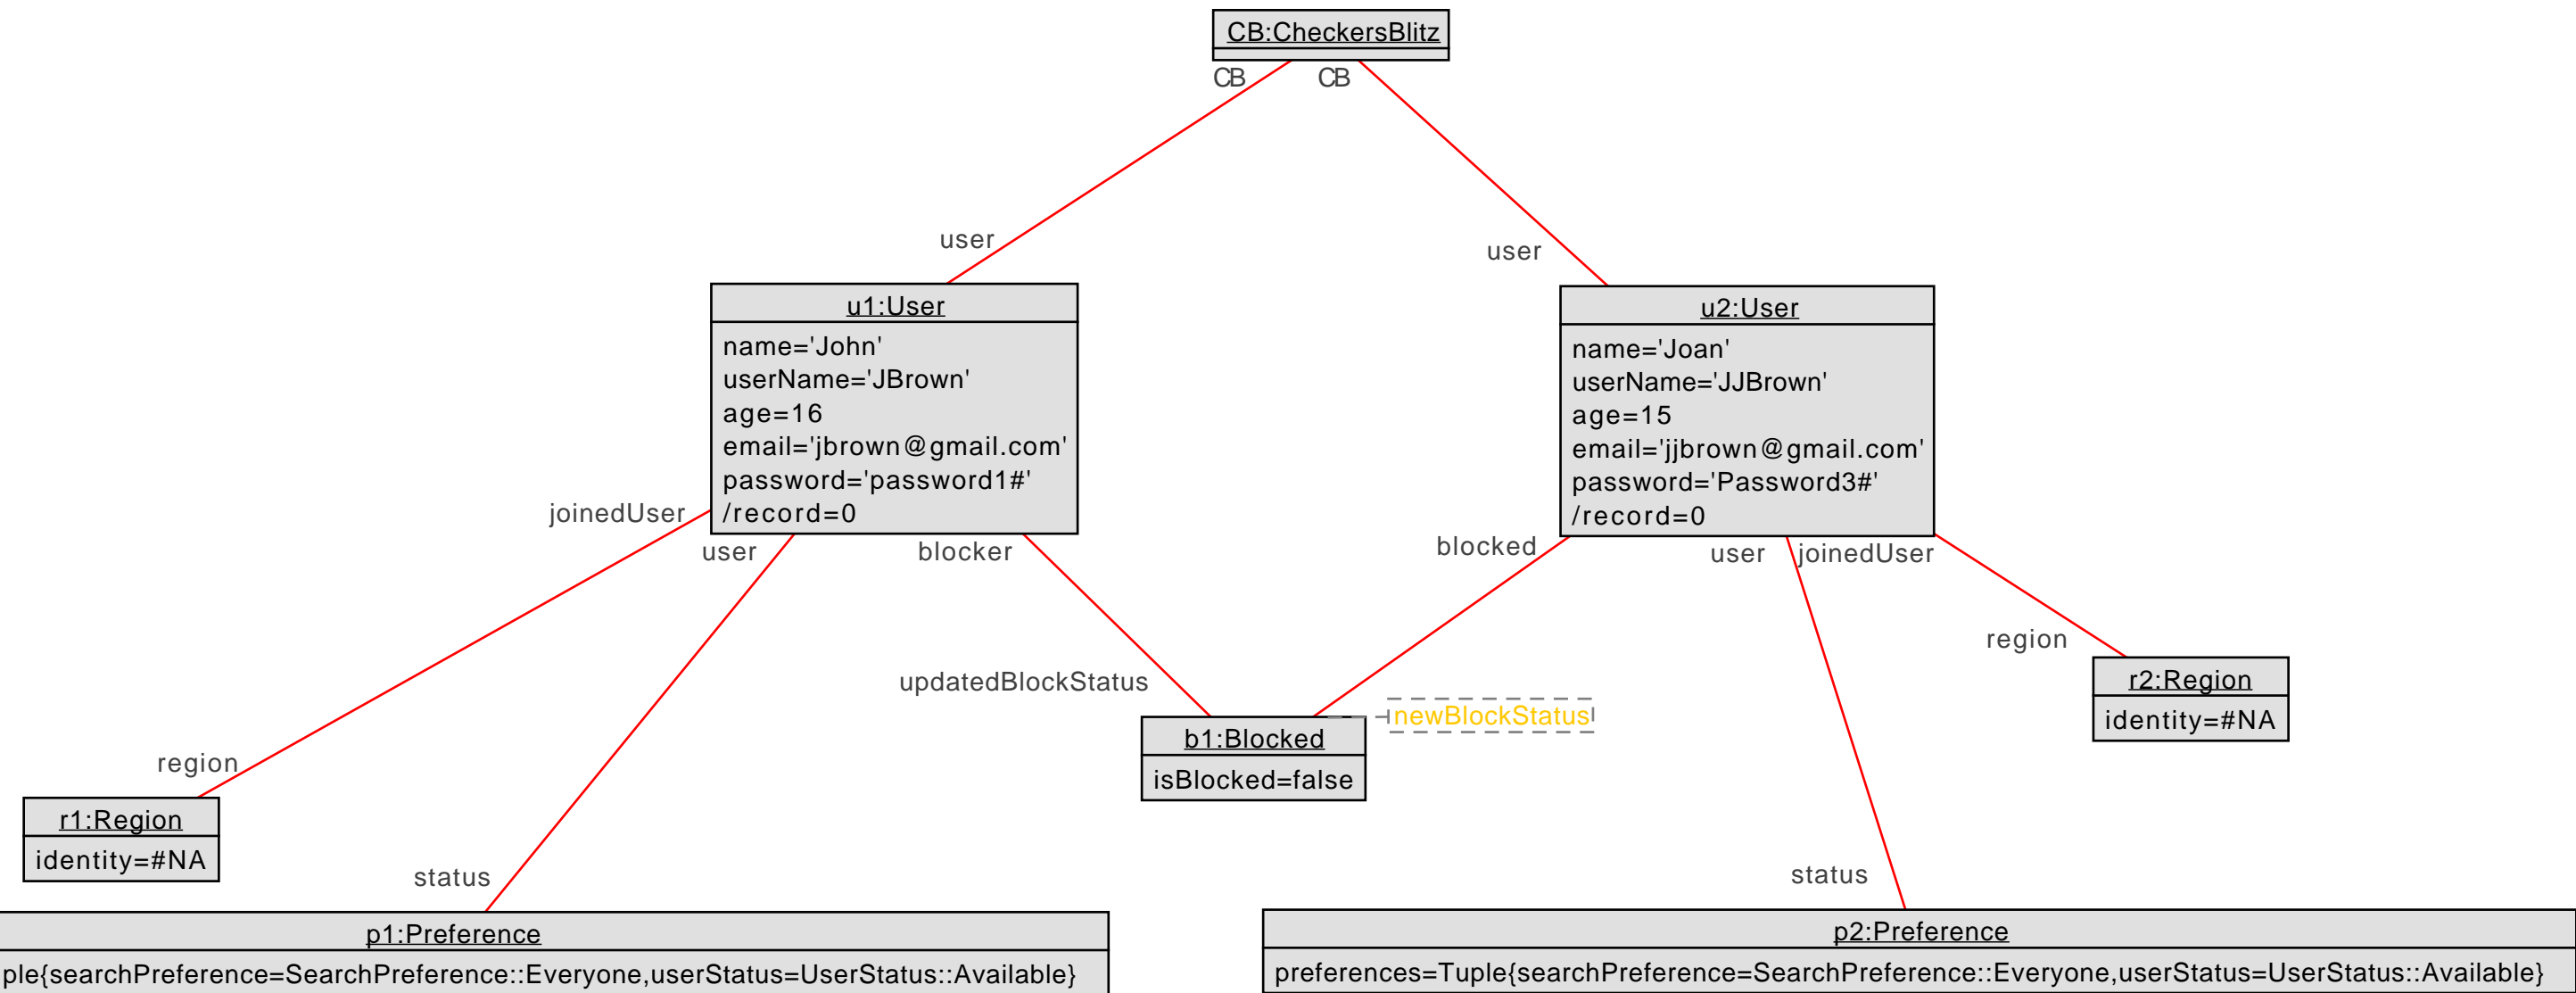 CB:CheckersBlitz
CB
CB
user
user
u1:User
name='John'
userName='JBrown'
age=16
email='jbrown@gmail.com'
password='password1#'
/record=0
u2:User
name='Joan'
userName='JJBrown'
age=15
email='jjbrown@gmail.com'
password='Password3#'
/record=0
joinedUser
user
blocker
blocked
user
joinedUser
region
updatedBlockStatus
newBlockStatus
r2:Region
identity=#NA
b1:Blocked
isBlocked=false
region
r1:Region
identity=#NA
status
status
p1:Preference
ple{searchPreference=SearchPreference::Everyone,userStatus=UserStatus::Available}
p2:Preference
preferences=Tuple{searchPreference=SearchPreference::Everyone,userStatus=UserStatus::Available}